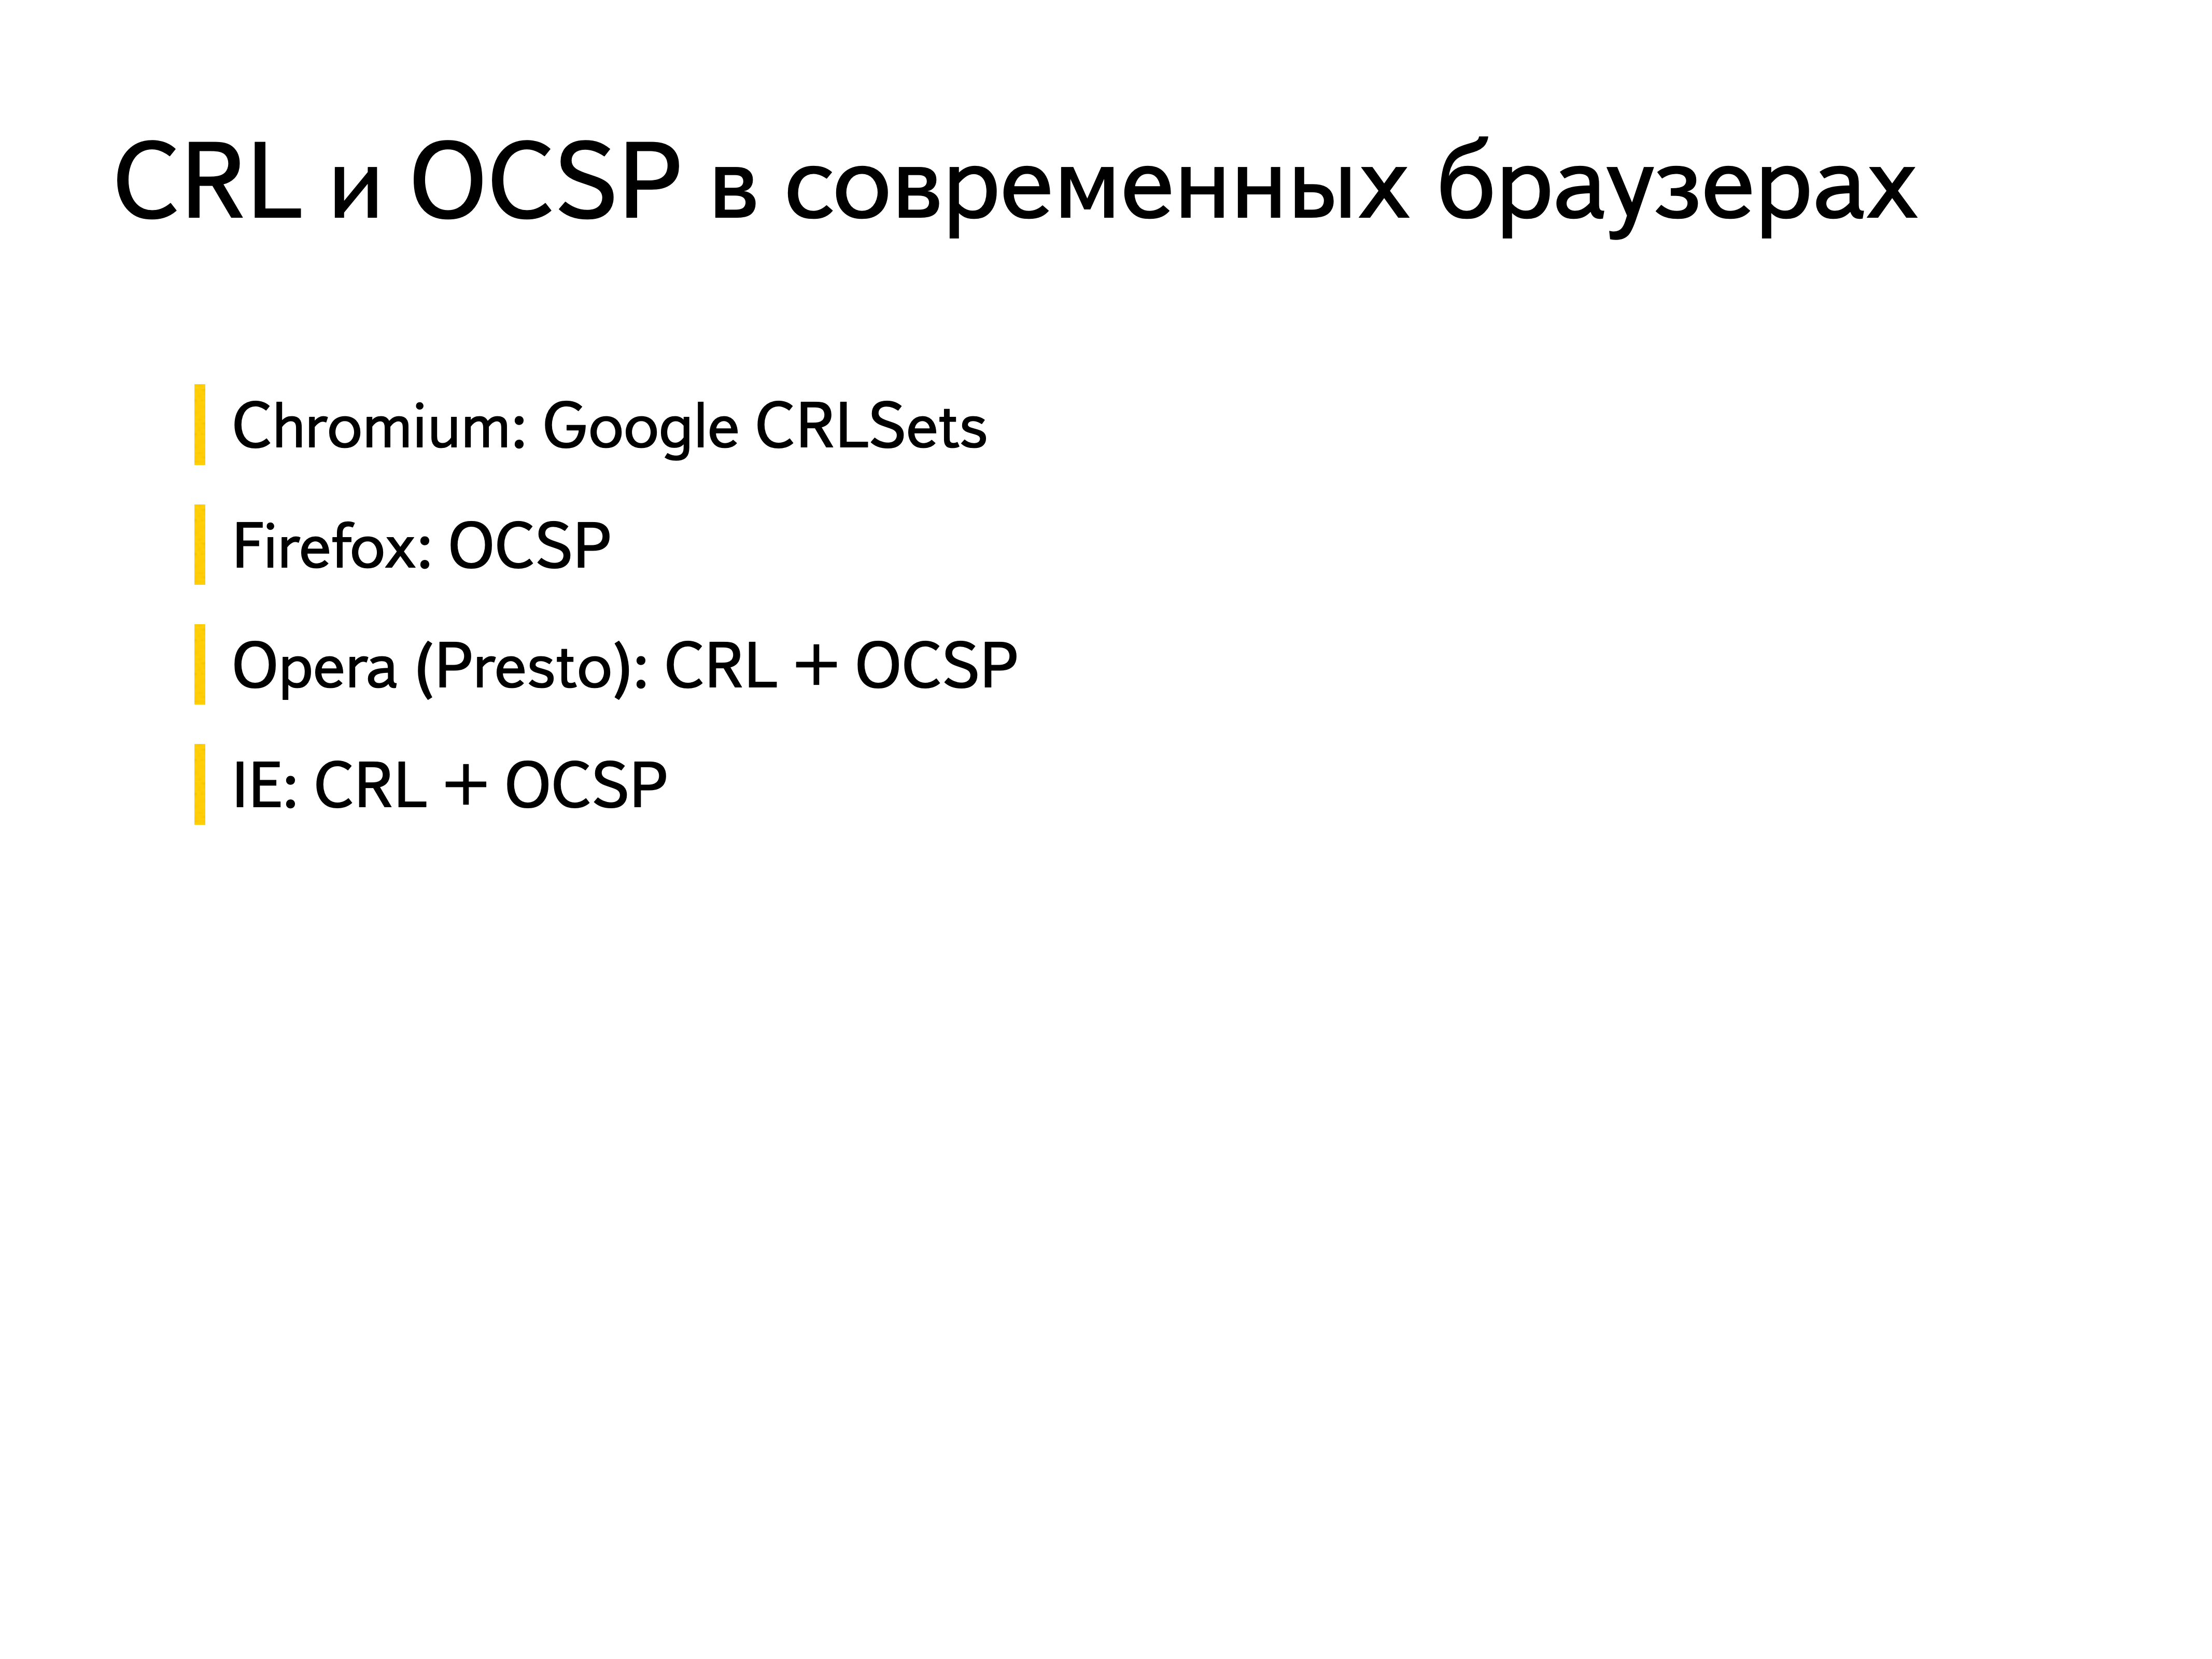 CRL и OCSP в современных браузерах
Chromium: Google CRLSets
Firefox: OCSP
Opera (Presto): CRL + OCSP
IE: CRL + OCSP